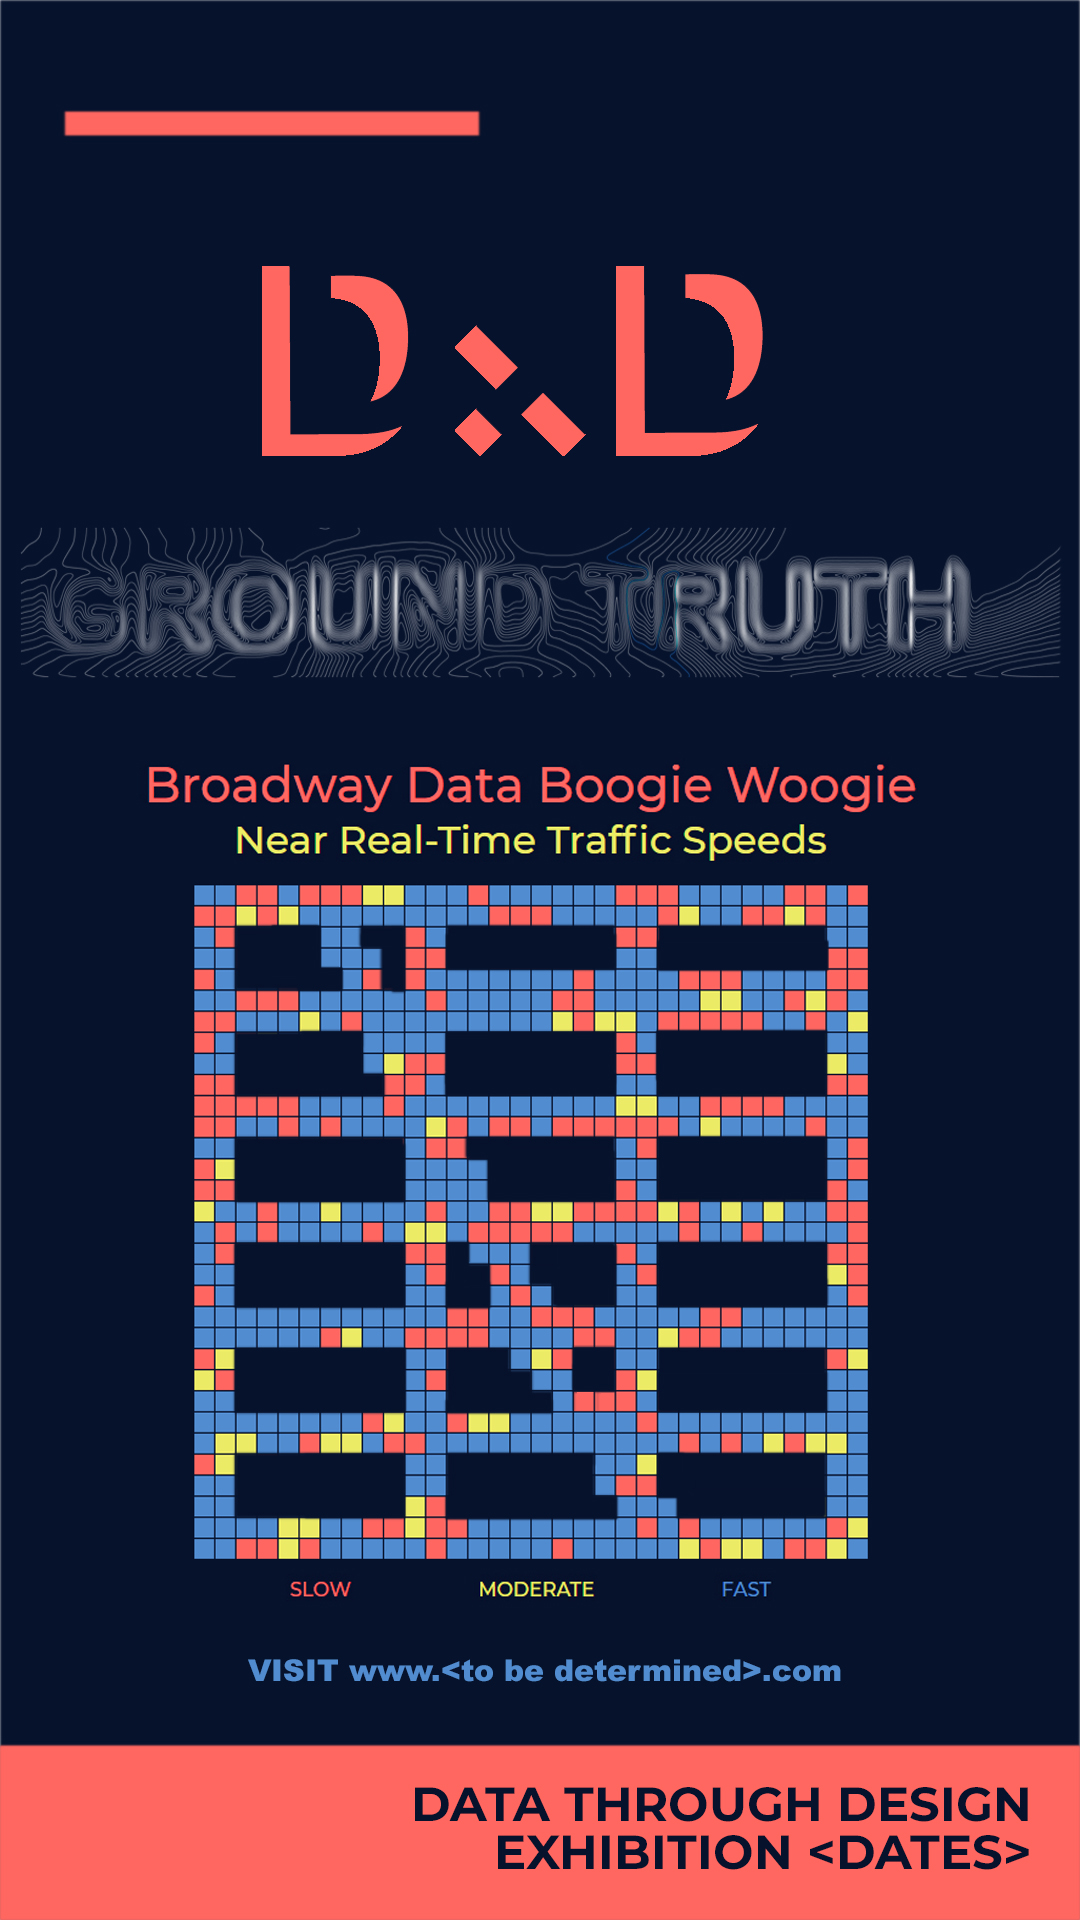 DxD
GROUND TRUTH
Broadway Data Boogie Woogie
Near Real-Time Traffic Speeds
SLOW MODERATE FAST
VISIT www.<to be determined>.com
DATA THROUGH DESIGN
EXHIBITION <DATES>